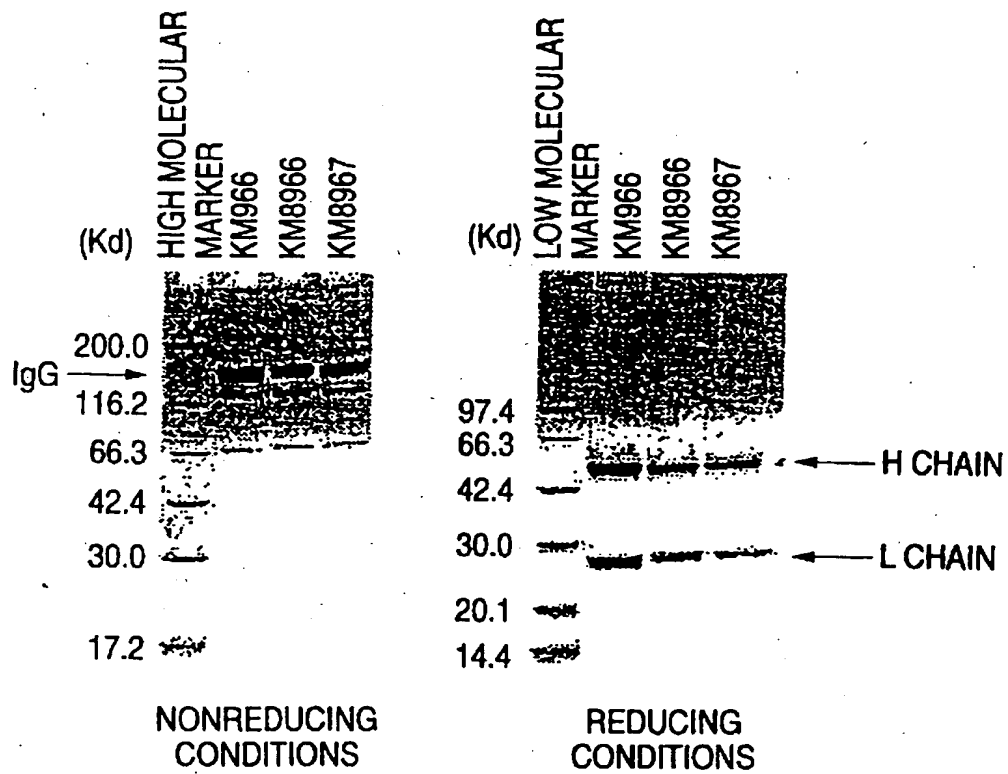 (Kd)
HIGH MOLECULAR
MARKER
KM966
KM8966
KM8967
200.0
IgG
116.2
66.3
42.4
30.0
17.2
NONREDUCING
CONDITIONS
(Kd)
LOW MOLECULAR
MARKER
KM966
KM8966
KM8967
97.4
66.3
42.4
30.0
20.1
14.4
H CHAIN
L CHAIN
REDUCING
CONDITIONS